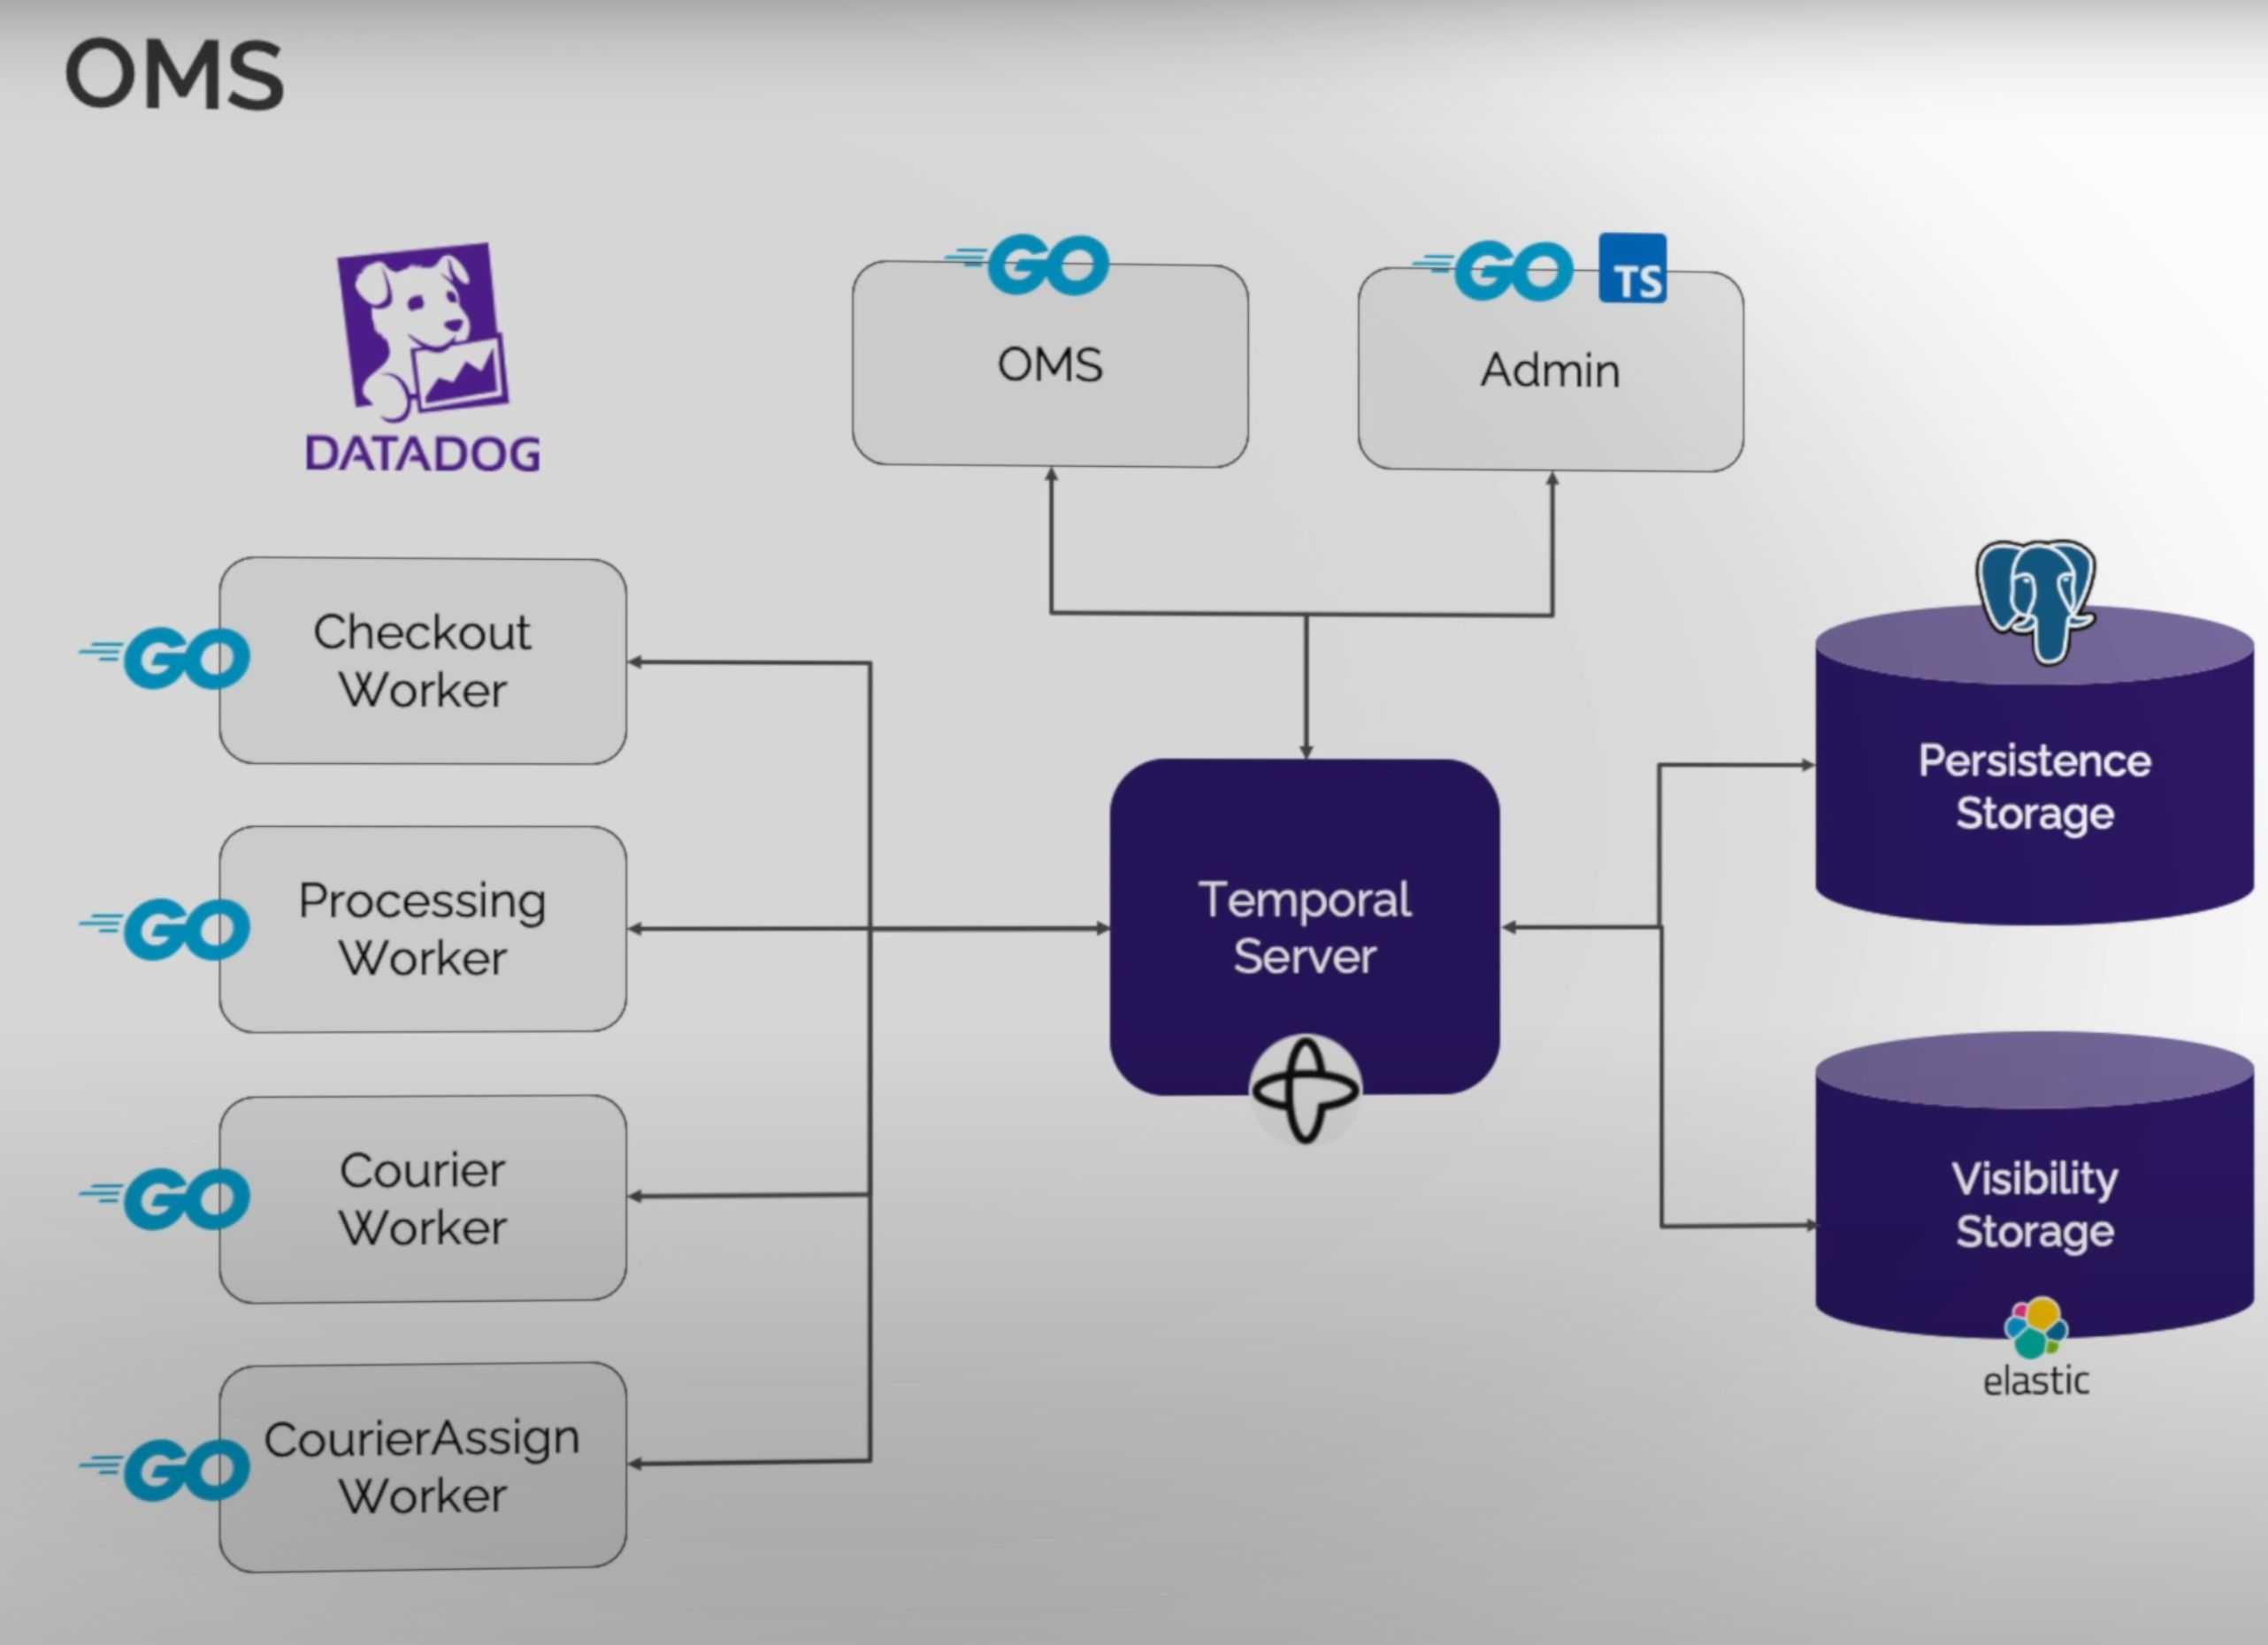 OMS
DATADOG
GO
OMS
GO
TS
Admin
GO
Checkout
Worker
GO
Processing
Worker
GO
Courier
Worker
GO
CourierAssign
Worker
Temporal
Server
Persistence
Storage
Visibility
Storage
elastic